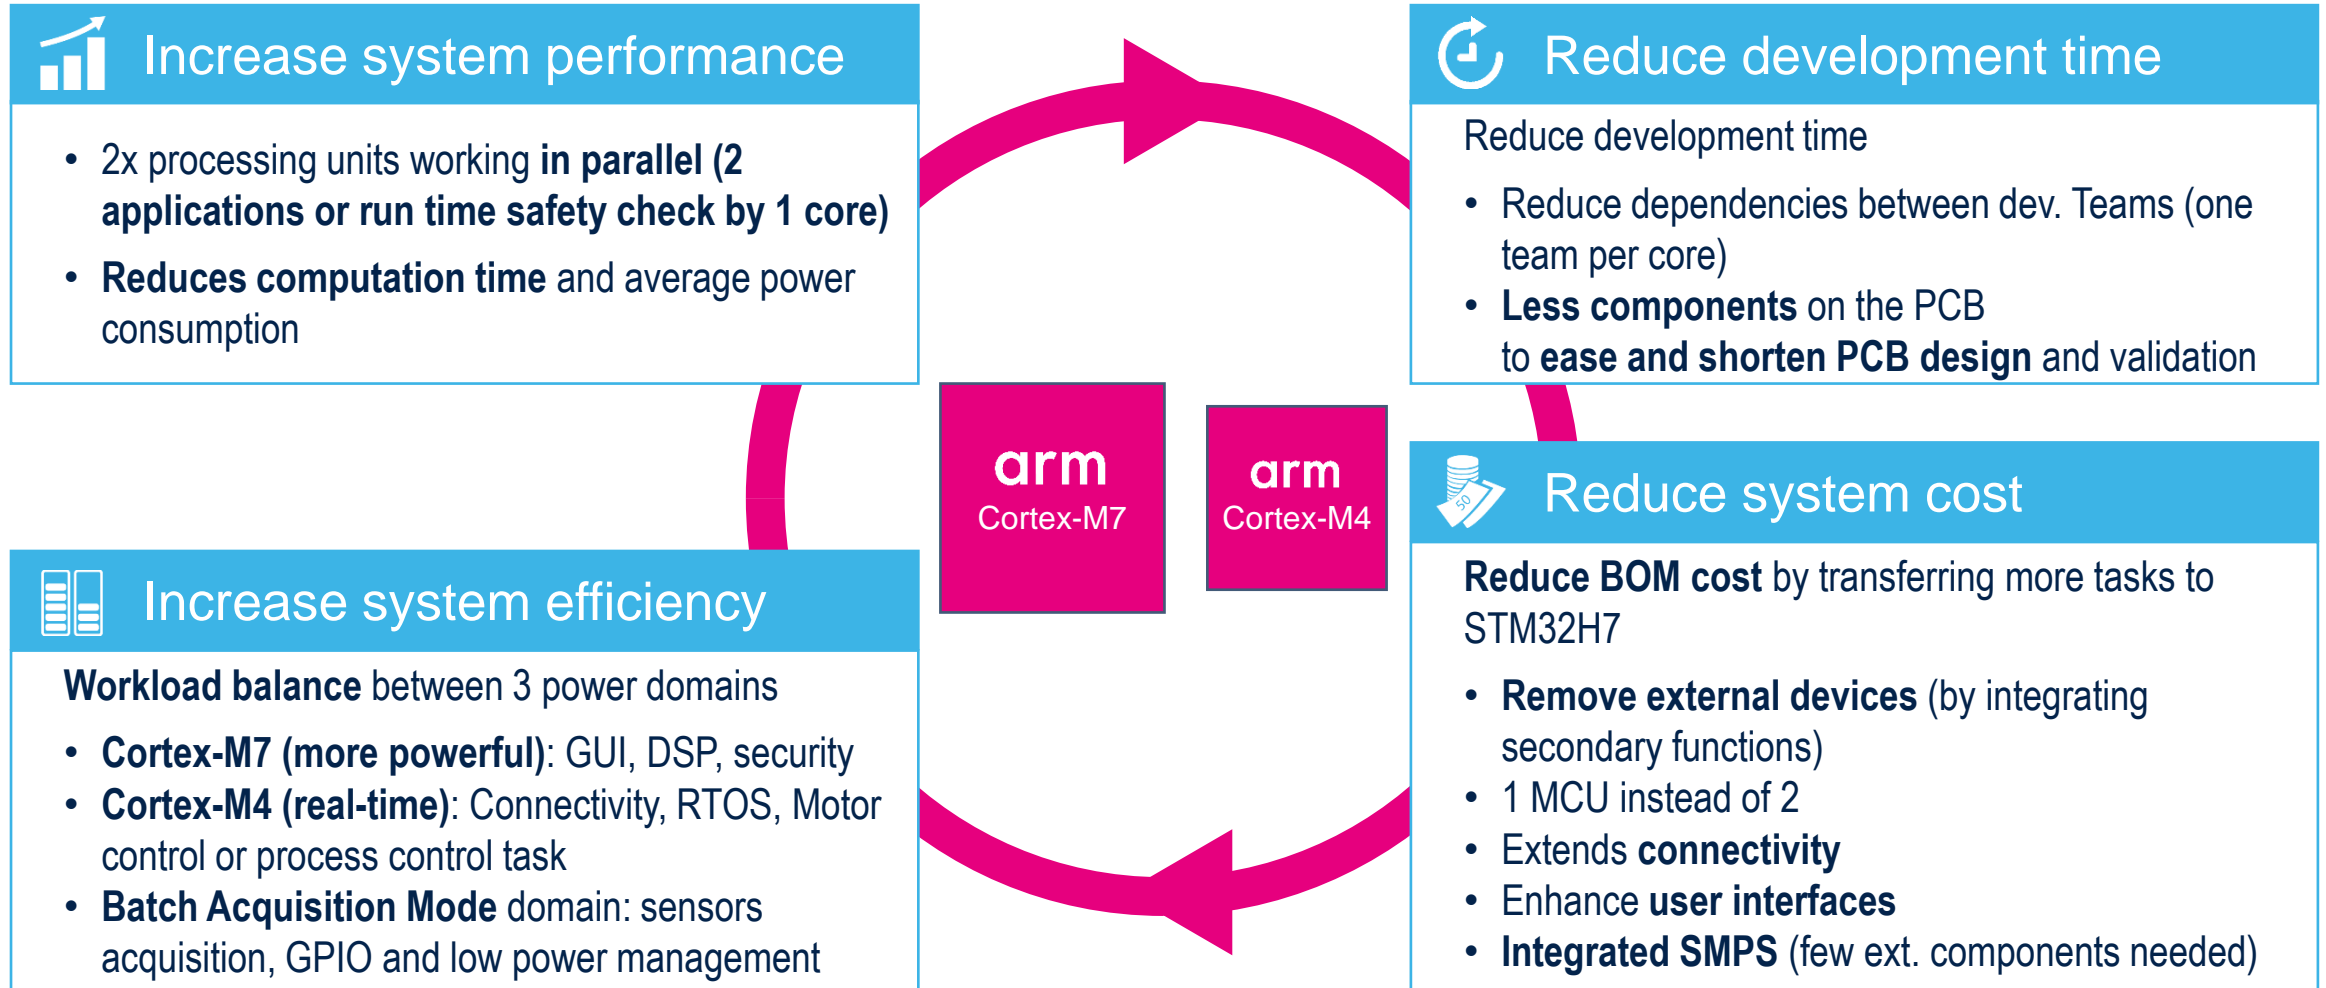 Increase system performance
• 2x processing units working in parallel (2
applications or run time safety check by 1 core)
• Reduces computation time and average power
consumption
Reduce development time
Reduce development time
• Reduce dependencies between dev. Teams (one
team per core)
• Less components on the PCB
to ease and shorten PCB design and validation
arm
Cortex-M7
arm
Cortex-M4
Increase system efficiency
Workload balance between 3 power domains
• Cortex-M7 (more powerful): GUI, DSP, security
• Cortex-M4 (real-time): Connectivity, RTOS, Motor
control or process control task
• Batch Acquisition Mode domain: sensors
acquisition, GPIO and low power management
50
Reduce system cost
Reduce BOM cost by transferring more tasks to
STM32H7
• Remove external devices (by integrating
secondary functions)
• 1 MCU instead of 2
• Extends connectivity
• Enhance user interfaces
• Integrated SMPS (few ext. components needed)